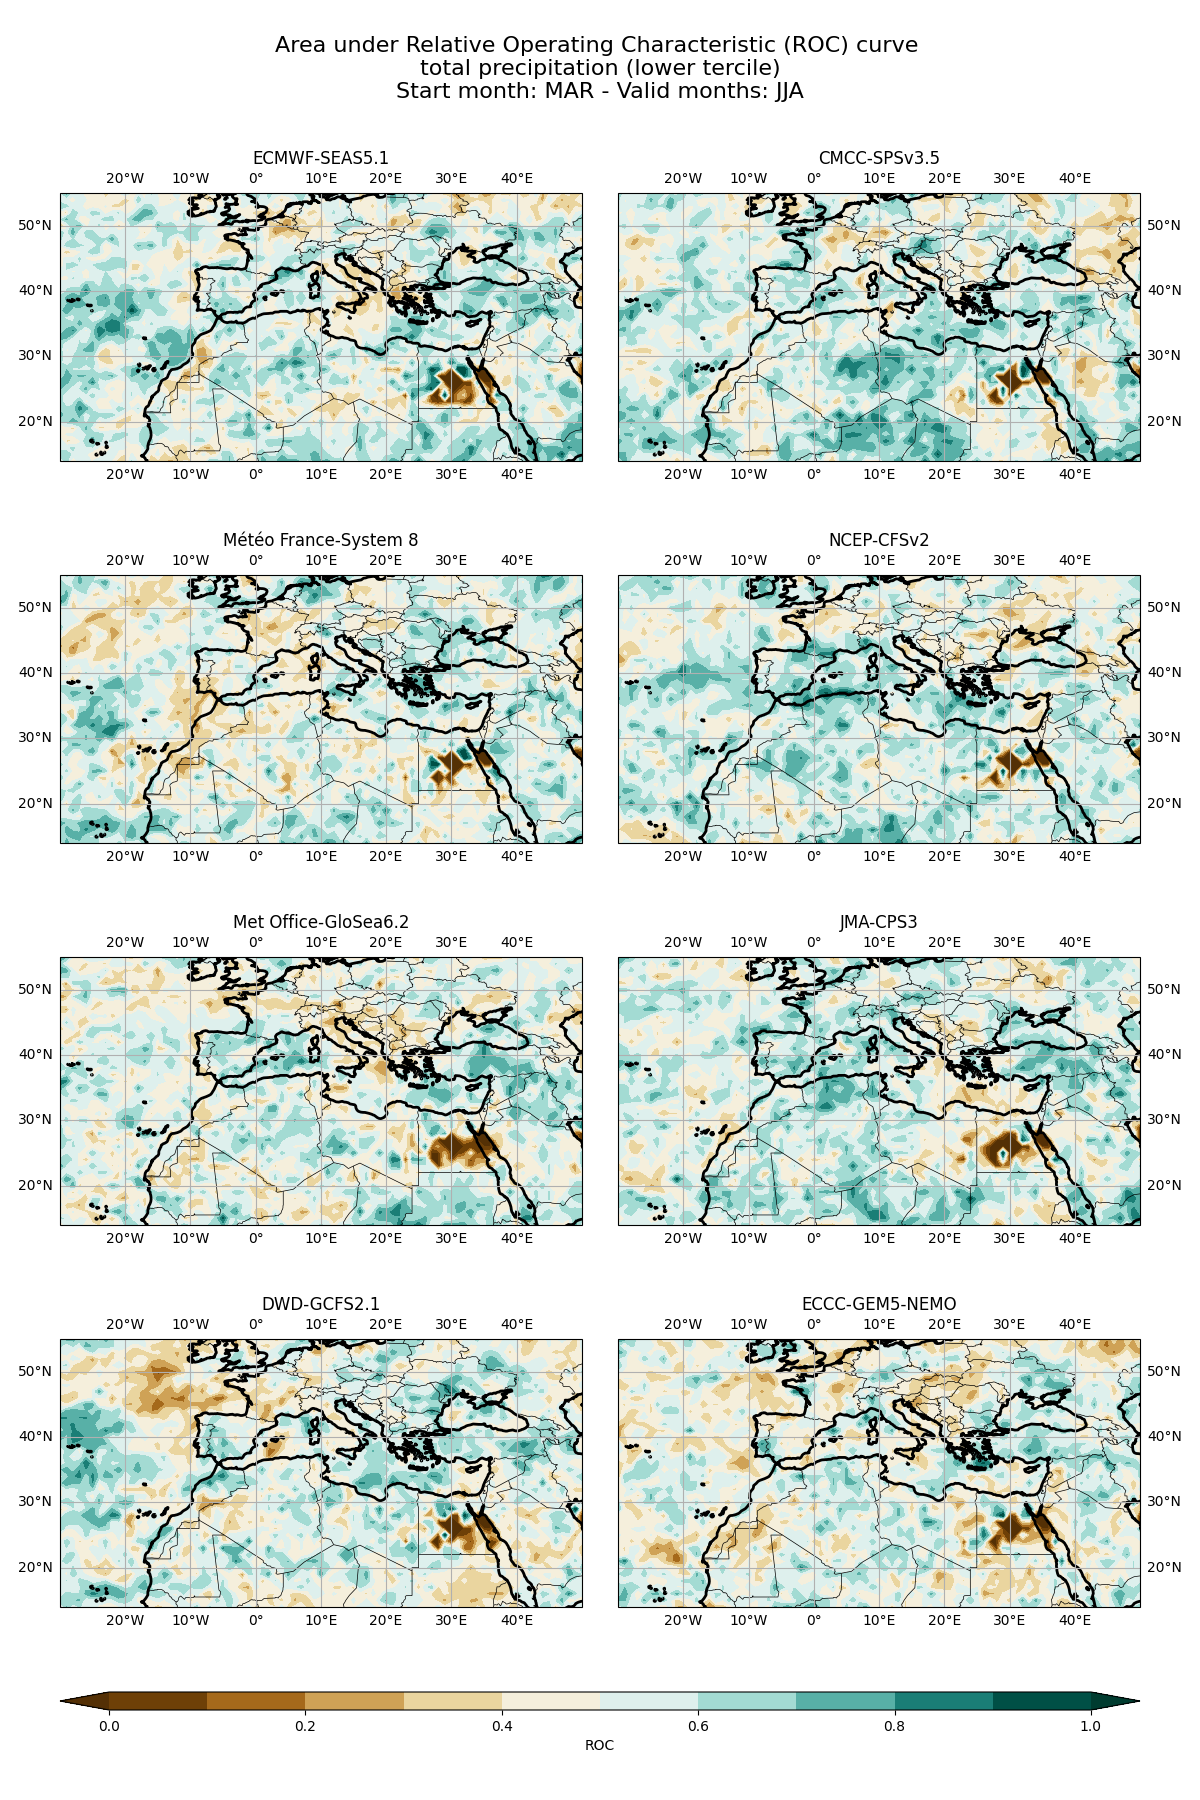 Area under Relative Operating Characteristic (ROC) curve
total precipitation (lower tercile)
Start month: MAR - Valid months: JJA
ECMWF-SEAS5.1
20°W 10°W 0° 10°E 20°E 30°E 40°E
50°N
40°N
30°N
20°N
20°W 10°W 0° 10°E 20°E 30°E 40°E
CMCC-SPSv3.5
20°W 10°W 0° 10°E 20°E 30°E 40°E
50°N
40°N
30°N
20°N
20°W 10°W 0° 10°E 20°E 30°E 40°E
Météo France-System 8
20°W 10°W 0° 10°E 20°E 30°E 40°E
50°N
40°N
30°N
20°N
20°W 10°W 0° 10°E 20°E 30°E 40°E
NCEP-CFSv2
20°W 10°W 0° 10°E 20°E 30°E 40°E
50°N
40°N
30°N
20°N
20°W 10°W 0° 10°E 20°E 30°E 40°E
Met Office-GloSea6.2
20°W 10°W 0° 10°E 20°E 30°E 40°E
50°N
40°N
30°N
20°N
20°W 10°W 0° 10°E 20°E 30°E 40°E
JMA-CPS3
20°W 10°W 0° 10°E 20°E 30°E 40°E
50°N
40°N
30°N
20°N
20°W 10°W 0° 10°E 20°E 30°E 40°E
DWD-GCFS2.1
20°W 10°W 0° 10°E 20°E 30°E 40°E
50°N
40°N
30°N
20°N
20°W 10°W 0° 10°E 20°E 30°E 40°E
ECCC-GEM5-NEMO
20°W 10°W 0° 10°E 20°E 30°E 40°E
50°N
40°N
30°N
20°N
20°W 10°W 0° 10°E 20°E 30°E 40°E
0.0 0.2 0.4 0.6 0.8 1.0
ROC